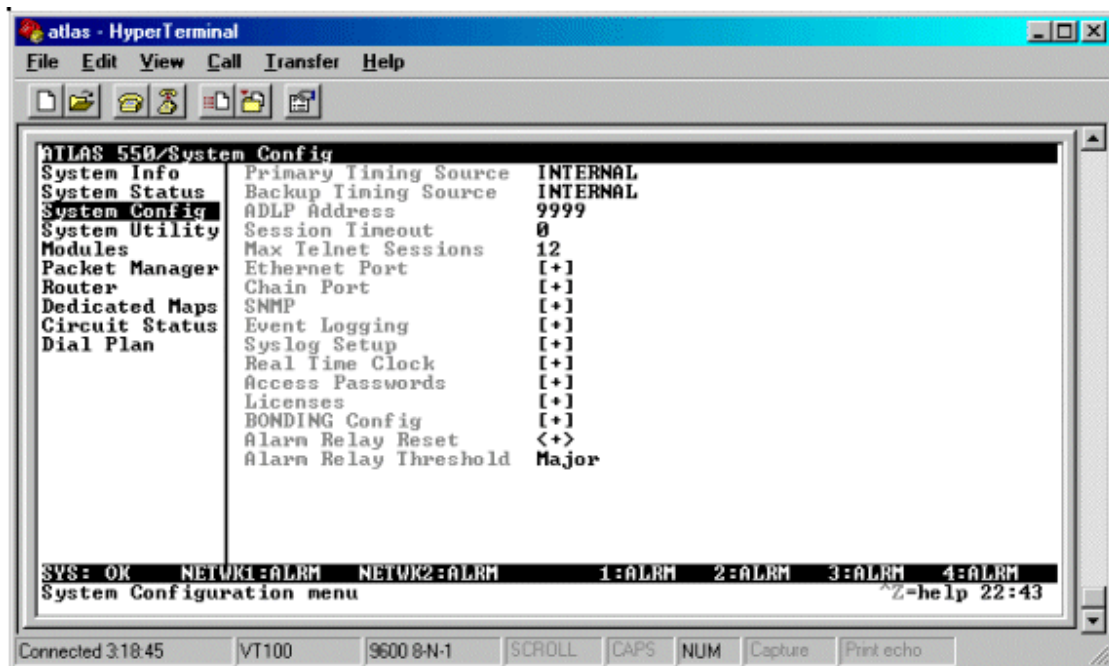 atlas - HyperTerminal
File Edit View Call Transfer Help
ATLAS 550/System Config
System Info Primary Timing Source INTERNAL
System Status Backup Timing Source INTERNAL
System Config ADLP Address 9999
System Utility Session Timeout 0
Modules Max Telnet Sessions 12
Packet Manager Ethernet Port [+]
Router Chain Port [+]
Dedicated Maps SNMP [+]
Circuit Status Event Logging [+]
Dial Plan Syslog Setup [+]
Real Time Clock [+]
Access Passwords [+]
Licenses [+]
BONDING Config [+]
Alarm Relay Reset <+>
Alarm Relay Threshold Major
SYS: OK NETWK1:ALRM NETWK2:ALRM 1:ALRM 2:ALRM 3:ALRM 4:ALRM
System Configuration menu ^Z=help 22:43
Connected 3:18:45 VT100 9600 8-N-1 SCROLL CAPS NUM Capture Print echo